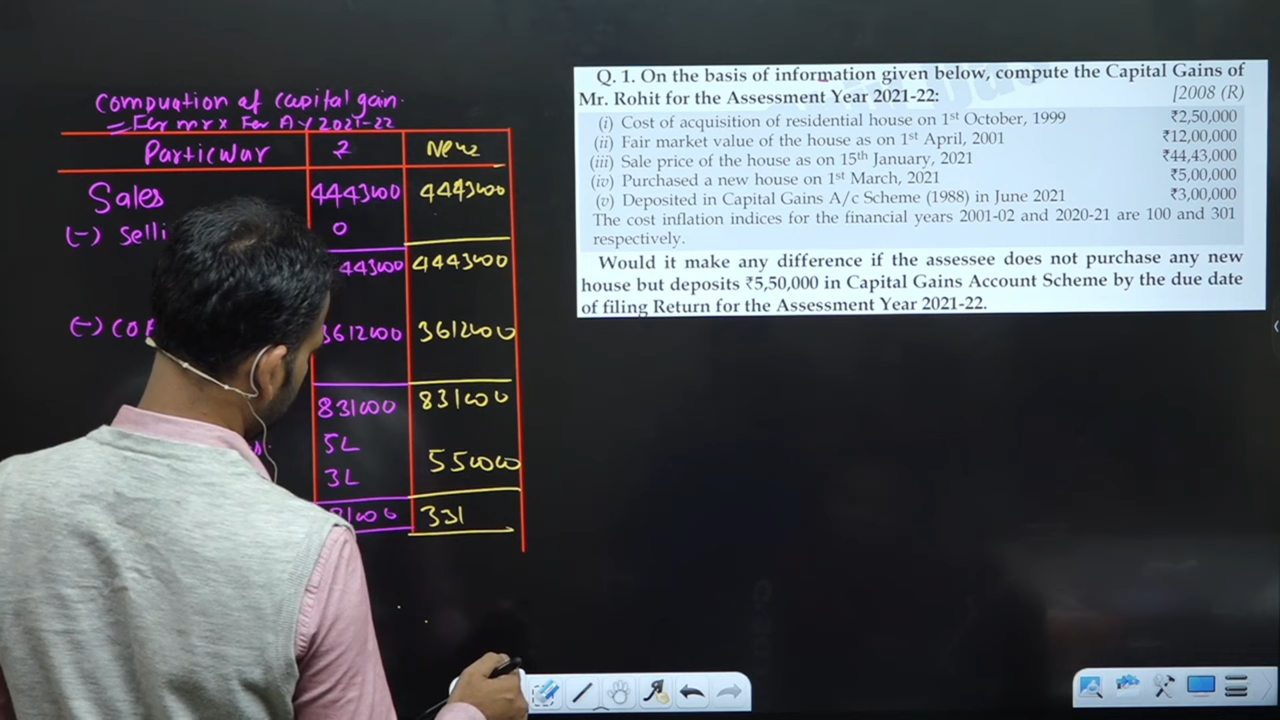 Compuation of capital gain.
= For mr x For A Y 2021-22
Particular ₹ New
Sales 4443000 4443000
(-) Selli 0
443000 4443000
(-) COA 3612000 3612000
831000 831000
5L
3L 550000
31000 331
Q. 1. On the basis of information given below, compute the Capital Gains of
Mr. Rohit for the Assessment Year 2021-22: [2008 (R)
(i) Cost of acquisition of residential house on 1st October, 1999 ₹2,50,000
(ii) Fair market value of the house as on 1st April, 2001 ₹12,00,000
(iii) Sale price of the house as on 15th January, 2021 ₹44,43,000
(iv) Purchased a new house on 1st March, 2021 ₹5,00,000
(v) Deposited in Capital Gains A/c Scheme (1988) in June 2021 ₹3,00,000
The cost inflation indices for the financial years 2001-02 and 2020-21 are 100 and 301
respectively.
Would it make any difference if the assessee does not purchase any new
house but deposits ₹5,50,000 in Capital Gains Account Scheme by the due date
of filing Return for the Assessment Year 2021-22.